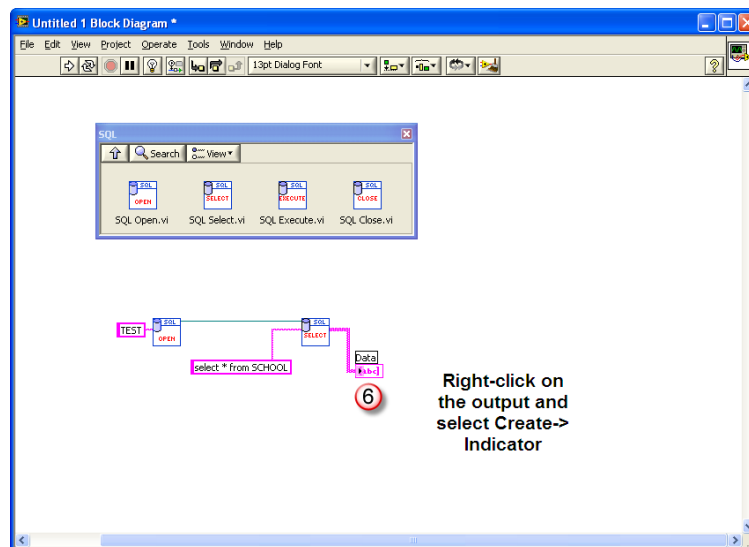 Untitled 1 Block Diagram *
File Edit View Project Operate Tools Window Help
13pt Dialog Font
?
SQL
Search View
SQL SQL SQL SQL
OPEN SELECT EXECUTE CLOSE
SQL Open.vi SQL Select.vi SQL Execute.vi SQL Close.vi
TEST
SQL
OPEN
SQL
SELECT
select * from SCHOOL
Data
abc
6
Right-click on
the output and
select Create->
Indicator